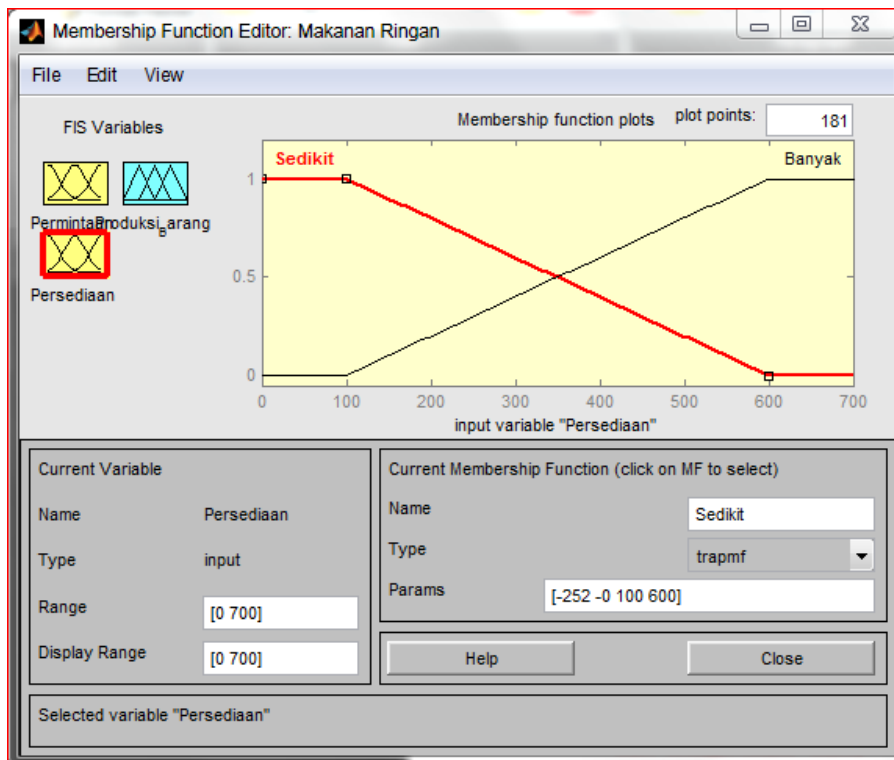 Membership Function Editor: Makanan Ringan
File Edit View
FIS Variables
Membership function plots plot points: 181
Permintaan Produksi_Barang
Persediaan
Sedikit Banyak
1
0.5
0
0 100 200 300 400 500 600 700
input variable "Persediaan"
Current Variable
Name Persediaan
Type input
Range [0 700]
Display Range [0 700]
Current Membership Function (click on MF to select)
Name Sedikit
Type trapmf
Params [-252 -0 100 600]
Help Close
Selected variable "Persediaan"